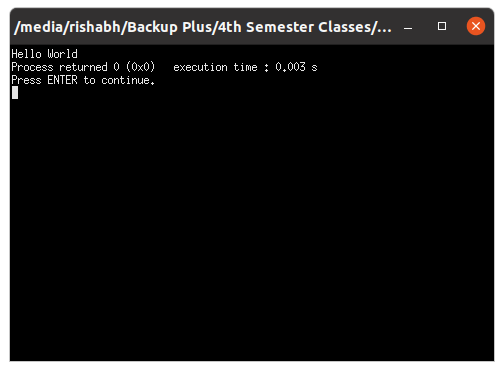 /media/rishabh/Backup Plus/4th Semester Classes/...
Hello World
Process returned 0 (0x0)   execution time : 0.003 s
Press ENTER to continue.